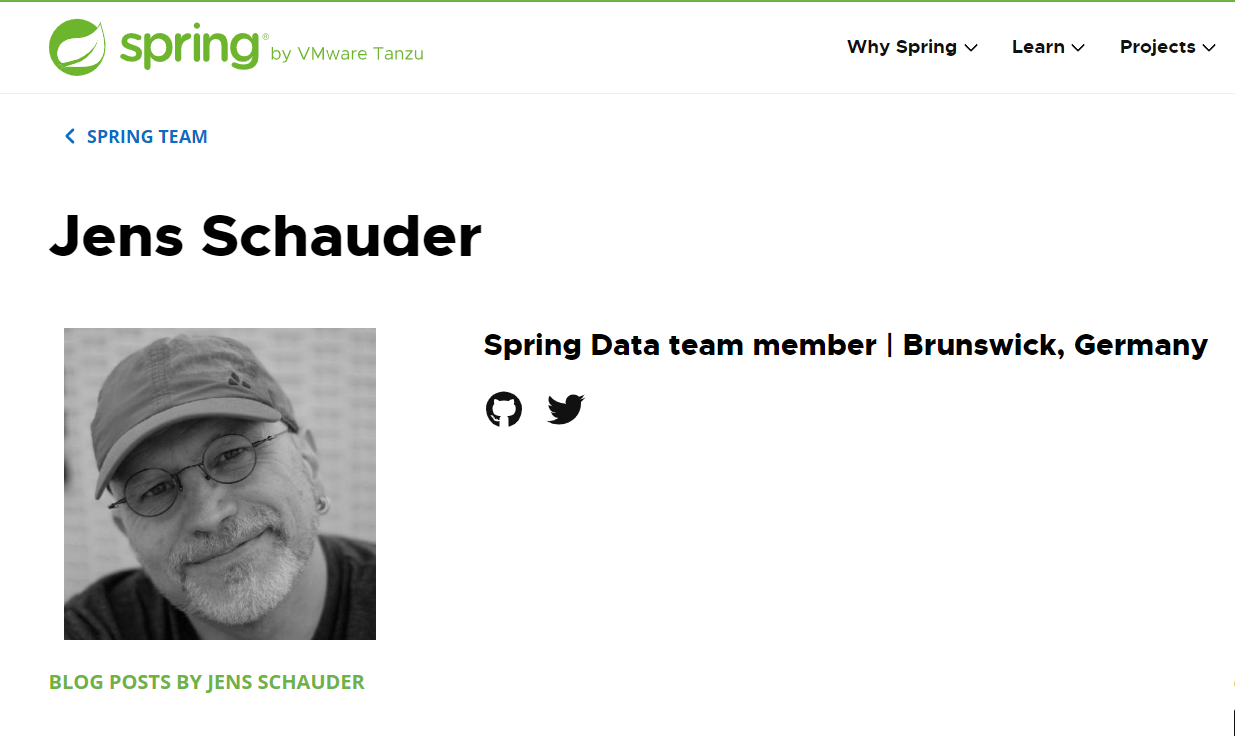 spring® by VMware Tanzu
Why Spring
Learn
Projects
SPRING TEAM
Jens Schauder
Spring Data team member | Brunswick, Germany
BLOG POSTS BY JENS SCHAUDER